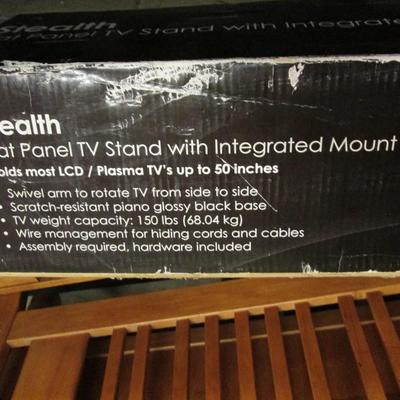 Stealth
at Panel TV Stand with Integrate
ealth
at Panel TV Stand with Integrated Mount
olds most LCD / Plasma TV's up to 50 inches
Swivel arm to rotate TV from side to side
• Scratch-resistant piano glossy black base
• TV weight capacity: 150 lbs (68.04 kg)
• Wire management for hiding cords and cables
• Assembly required, hardware included